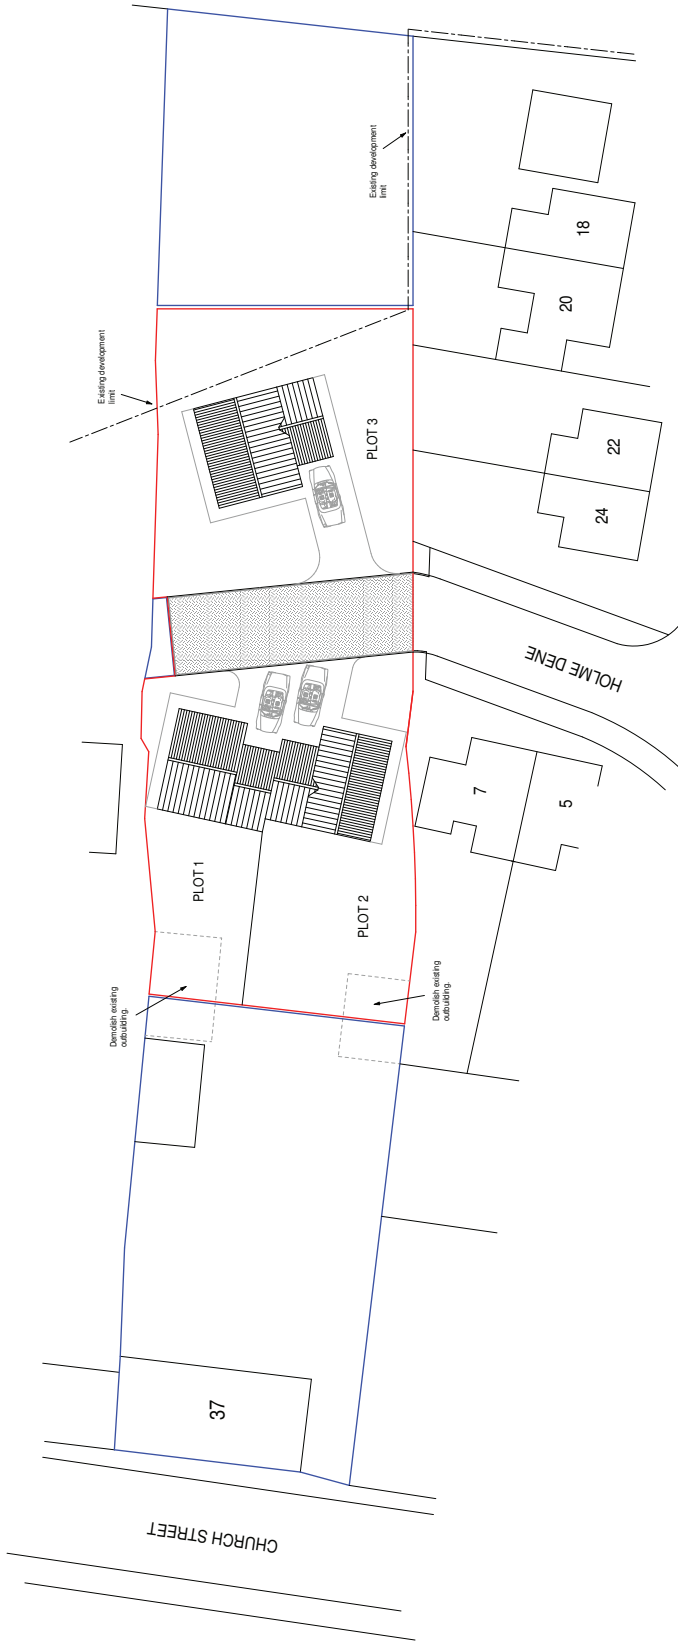 Existing development
limit
Existing development
limit
18
20
PLOT 3
22
24
HOLME DENE
7
5
PLOT 1
PLOT 2
Demolish existing
outbuilding.
Demolish existing
outbuilding.
37
CHURCH STREET